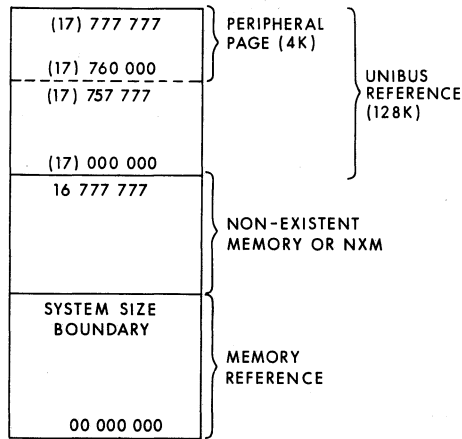 (17) 777 777
PERIPHERAL
PAGE (4K)
(17) 760 000
(17) 757 777
UNIBUS
REFERENCE
(128K)
(17) 000 000
16 777 777
NON-EXISTENT
MEMORY OR NXM
SYSTEM SIZE
BOUNDARY
MEMORY
REFERENCE
00 000 000